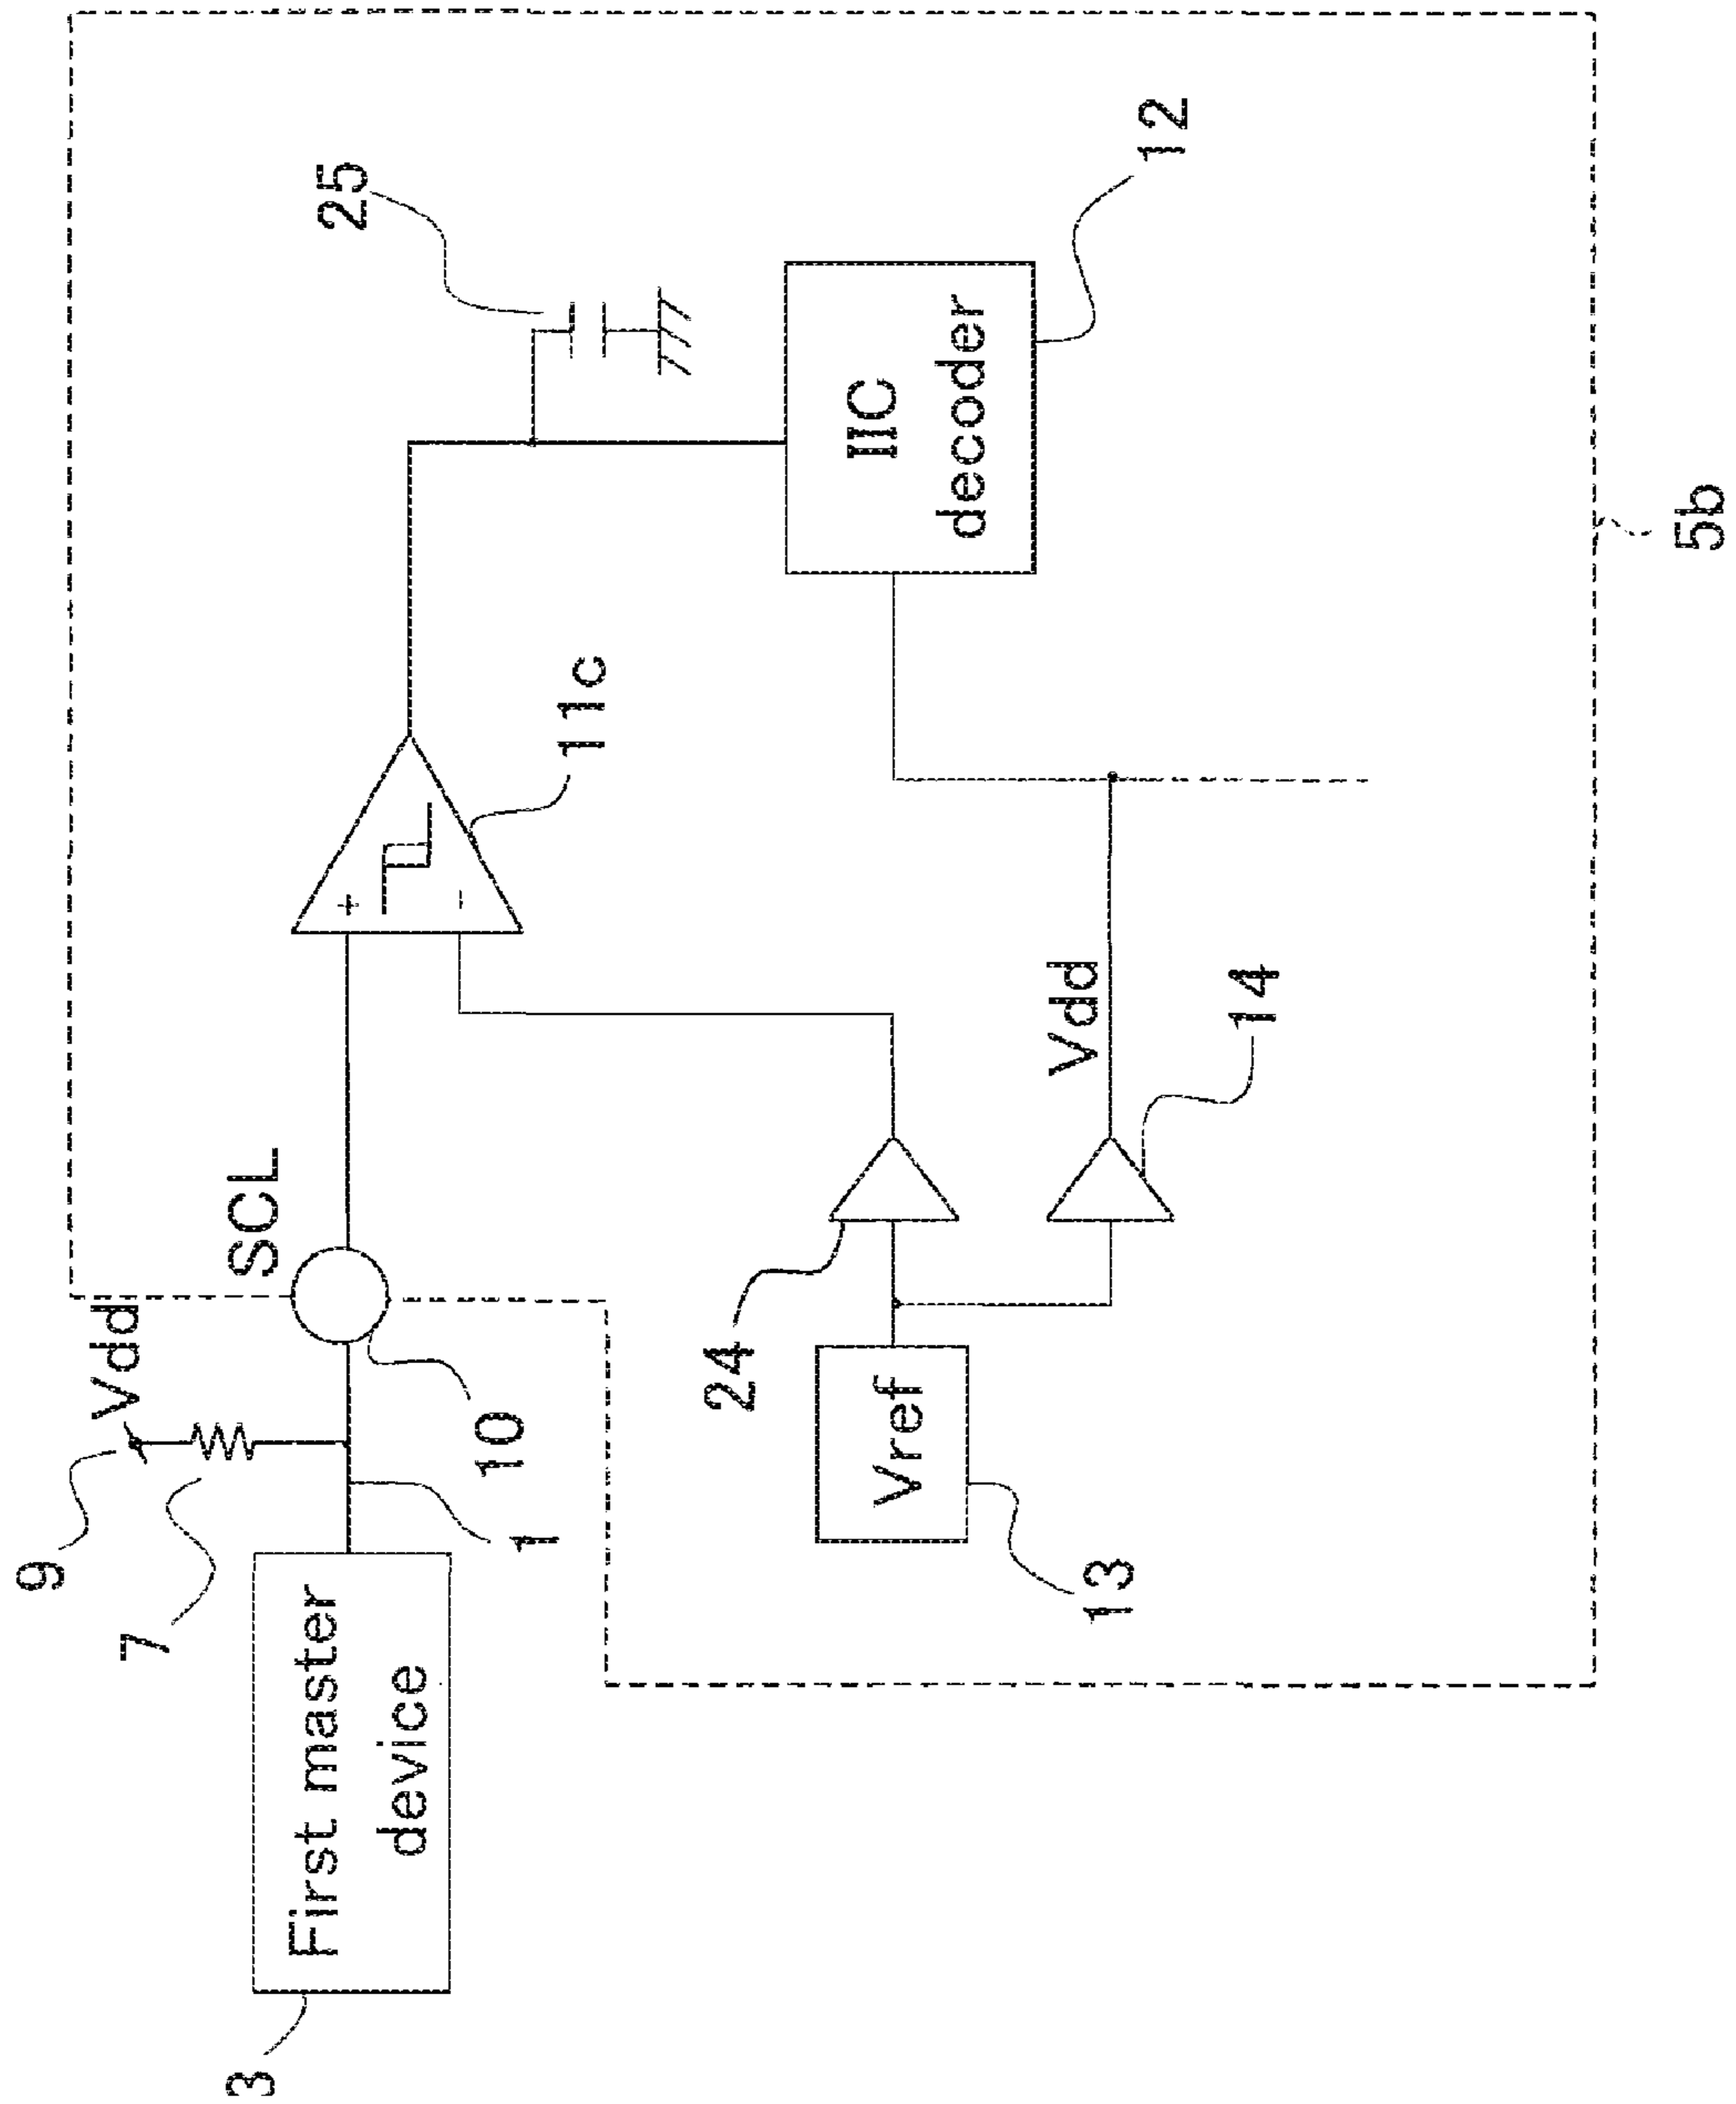 9
Vdd
7
SCL
25
3
First master
device
1
10
+
−
11c
24
Vref
13
Vdd
14
IIC
decoder
12
5b